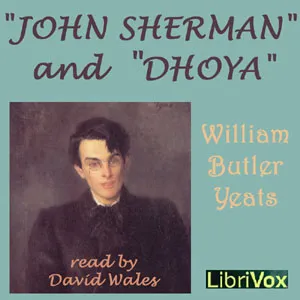 "JOHN SHERMAN"
and "DHOYA"
William
Butler
Yeats
read by
David Wales
LibriVox